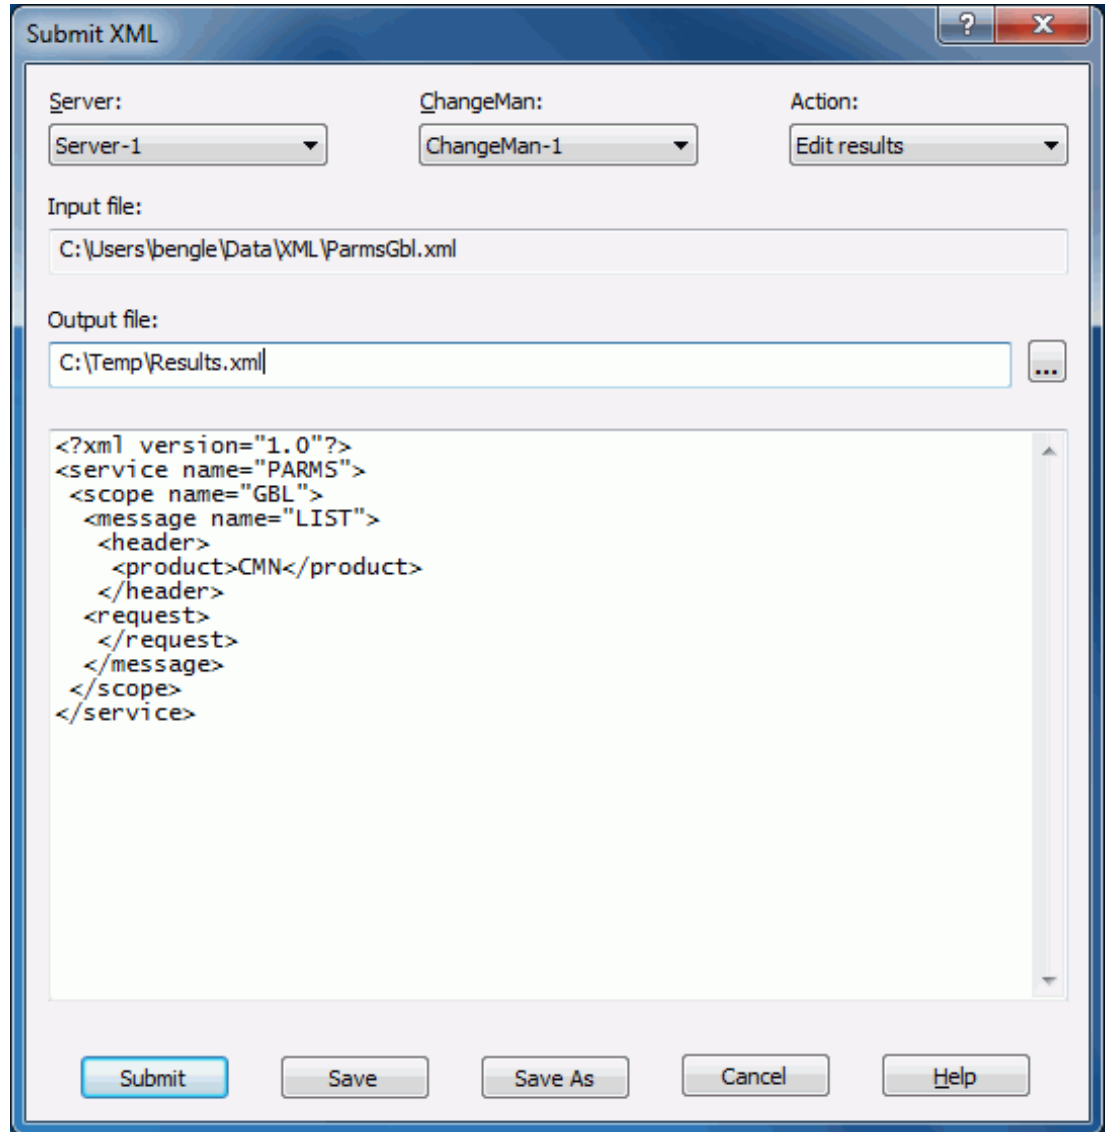 Submit XML
?
X
Server:
ChangeMan:
Action:
Server-1
ChangeMan-1
Edit results
Input file:
C:\Users\bengle\Data\XML\ParmsGbl.xml
Output file:
C:\Temp\Results.xml
...
<?xml version="1.0"?>
<service name="PARMS">
 <scope name="GBL">
  <message name="LIST">
   <header>
    <product>CMN</product>
   </header>
  <request>
   </request>
  </message>
 </scope>
</service>
Submit
Save
Save As
Cancel
Help